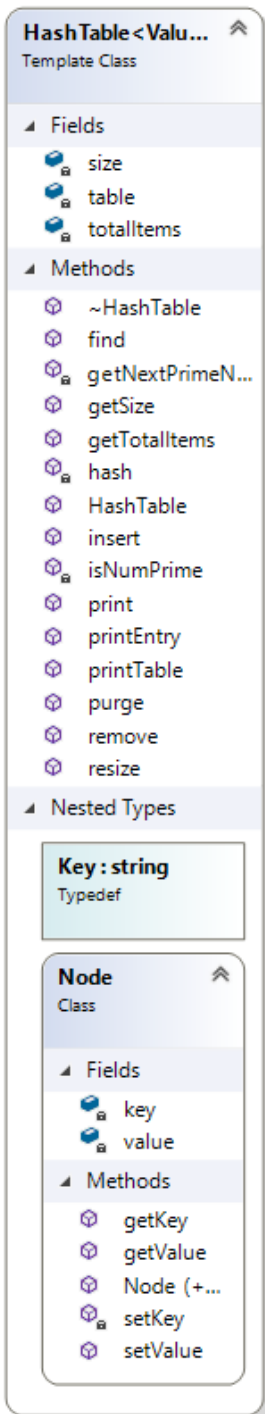 HashTable<Valu...
Template Class
Fields
size
table
totalItems
Methods
~HashTable
find
getNextPrimeN...
getSize
getTotalItems
hash
HashTable
insert
isNumPrime
print
printEntry
printTable
purge
remove
resize
Nested Types
Key : string
Typedef
Node
Class
Fields
key
value
Methods
getKey
getValue
Node (+...
setKey
setValue